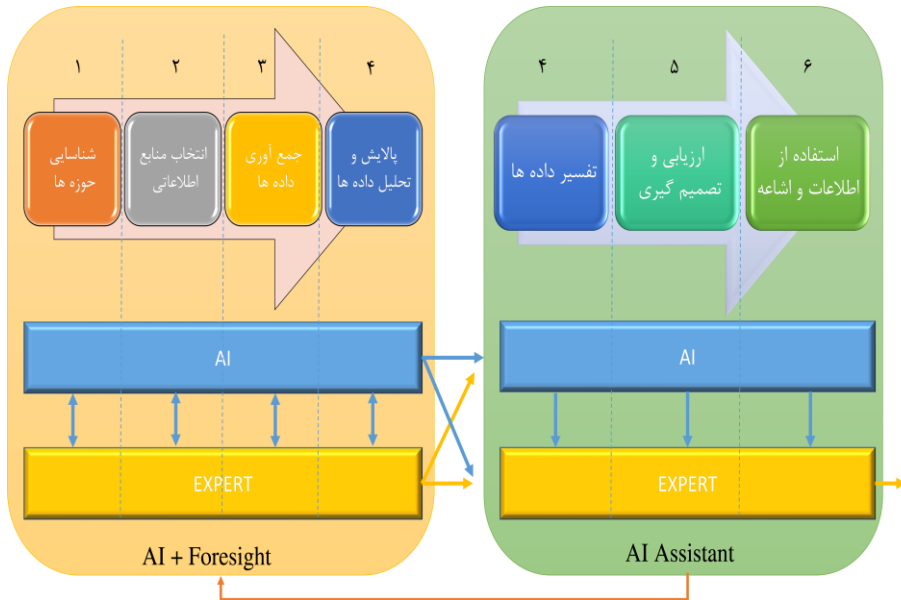 ۱
۲
۳
۴
شناسایی
حوزه ها
انتخاب منابع
اطلاعاتی
جمع آوری
داده ها
پالایش و
تحلیل داده ها
AI
EXPERT
AI + Foresight
۴
۵
۶
تفسیر داده ها
ارزیابی و
تصمیم گیری
استفاده از
اطلاعات و اشاعه
AI
EXPERT
AI Assistant